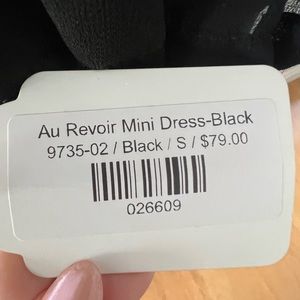 Au Revoir Mini Dress-Black
9735-02 / Black / S / $79.00
026609